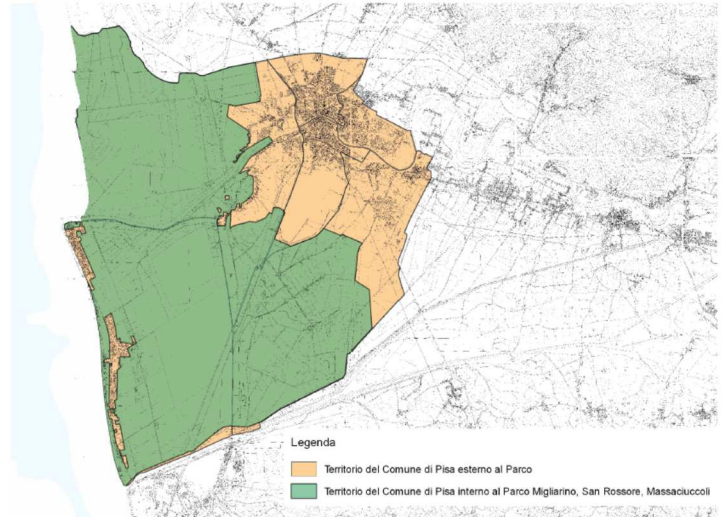 Legenda
Territorio del Comune di Pisa esterno al Parco
Territorio del Comune di Pisa interno al Parco Migliarino, San Rossore, Massaciuccoli